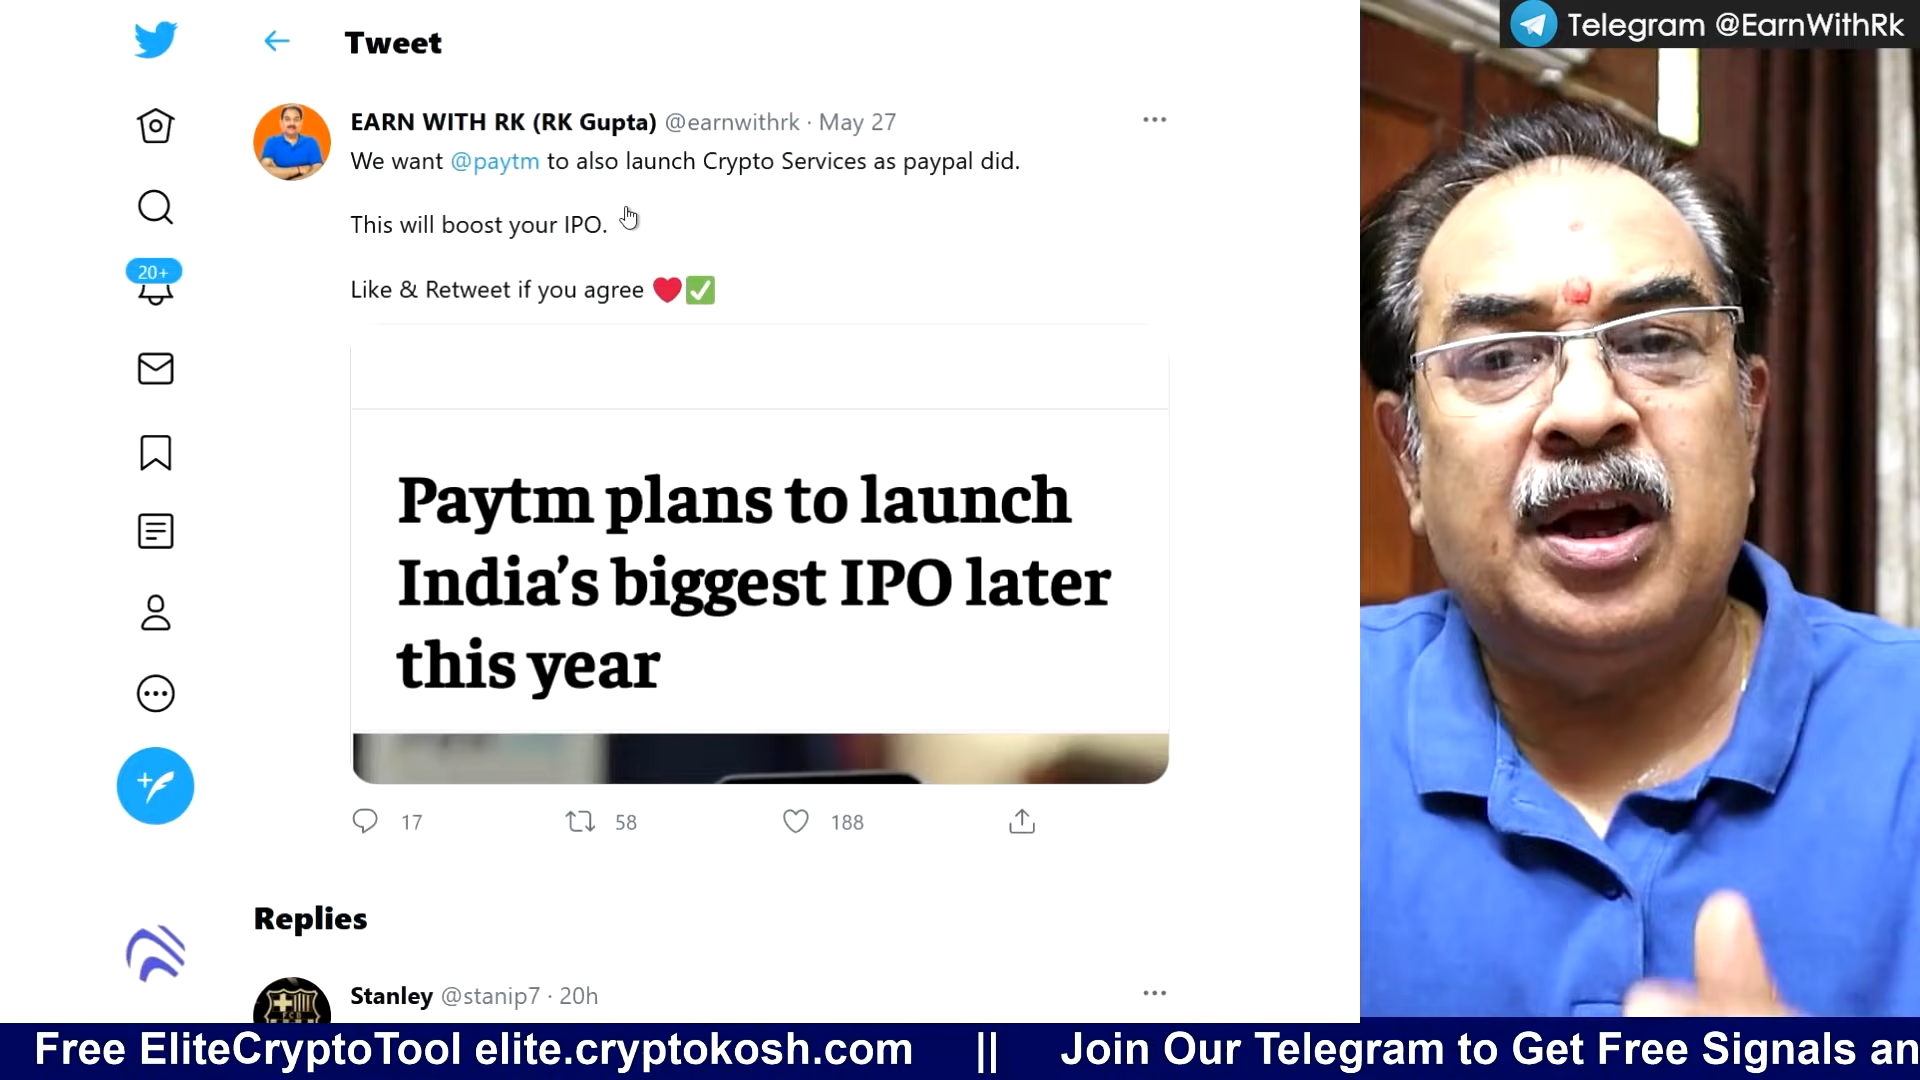 Telegram @EarnWithRk
Tweet
EARN WITH RK (RK Gupta) @earnwithrk · May 27
We want @paytm to also launch Crypto Services as paypal did.
This will boost your IPO.
Like & Retweet if you agree ❤️✅
20+
Paytm plans to launch
India's biggest IPO later
this year
17 58 188
Replies
Stanley @stanip7 · 20h
Free EliteCryptoTool elite.cryptokosh.com || Join Our Telegram to Get Free Signals an